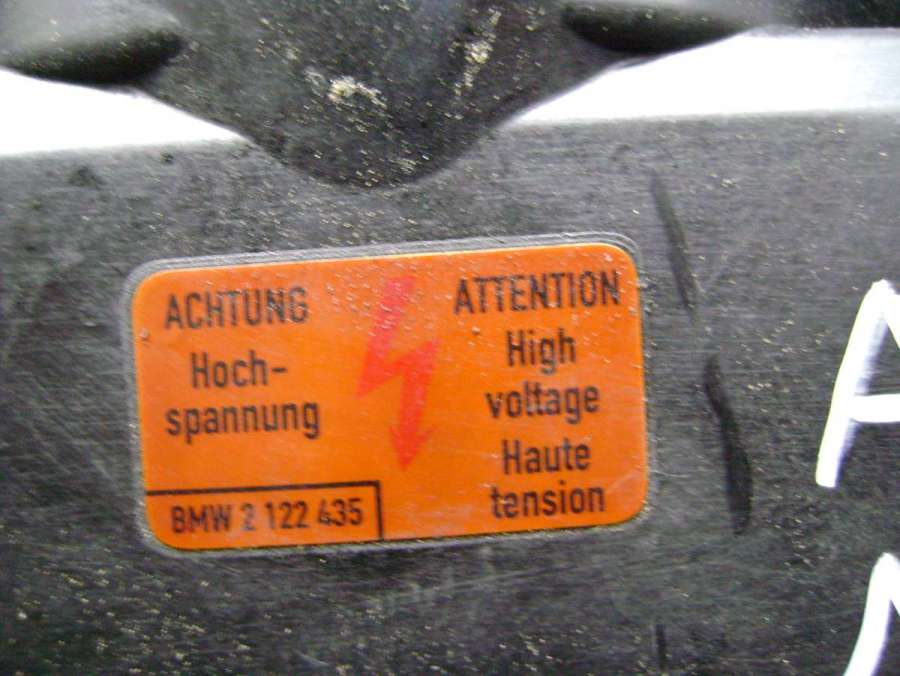 ACHTUNG
Hoch-
spannung
BMW 2 122 435
ATTENTION
High
voltage
Haute
tension
A